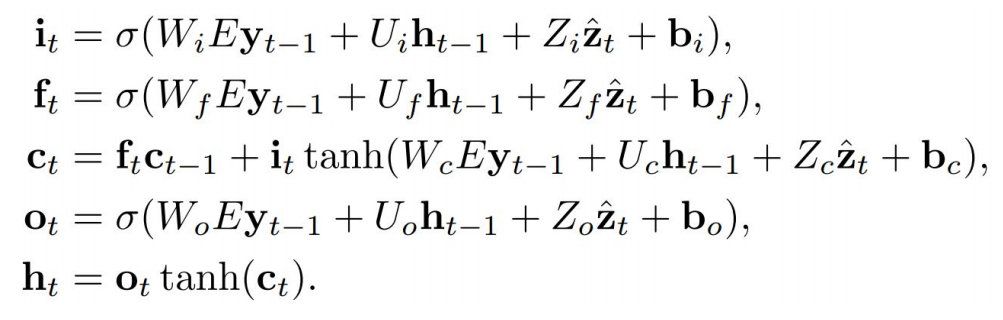 i_t = σ(W_i E y_{t−1} + U_i h_{t−1} + Z_i ẑ_t + b_i),
f_t = σ(W_f E y_{t−1} + U_f h_{t−1} + Z_f ẑ_t + b_f),
c_t = f_t c_{t−1} + i_t tanh(W_c E y_{t−1} + U_c h_{t−1} + Z_c ẑ_t + b_c),
o_t = σ(W_o E y_{t−1} + U_o h_{t−1} + Z_o ẑ_t + b_o),
h_t = o_t tanh(c_t).